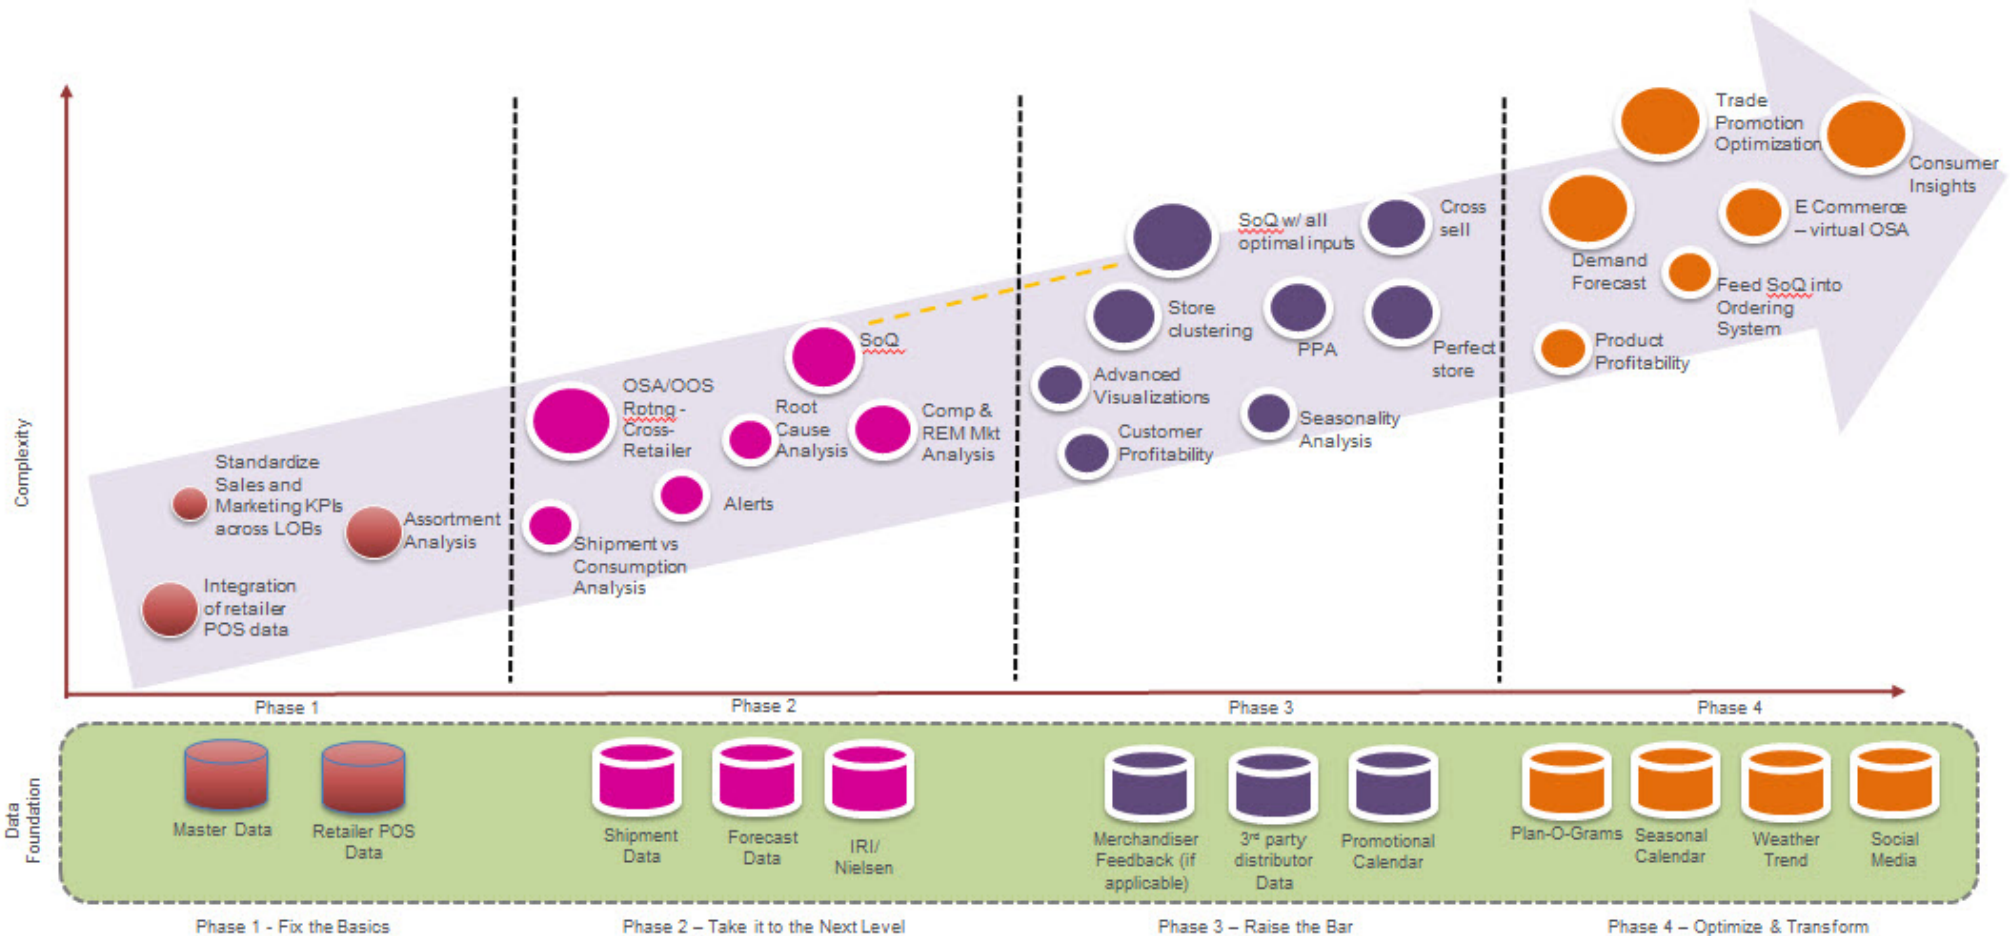 Complexity
Standardize
Sales and
Marketing KPIs
across LOBs
Assortment
Analysis
Integration
of retailer
POS data
OSA/OOS
Rptng -
Cross-
Retailer
Shipment vs
Consumption
Analysis
Alerts
Root
Cause
Analysis
SoQ
Comp &
REM Mkt
Analysis
SoQ w/ all
optimal inputs
Cross
sell
Store
clustering
PPA
Perfect
store
Advanced
Visualizations
Customer
Profitability
Seasonality
Analysis
Trade
Promotion
Optimization
Consumer
Insights
E Commerce
– virtual OSA
Demand
Forecast
Feed SoQ into
Ordering
System
Product
Profitability
Phase 1
Phase 2
Phase 3
Phase 4
Data
Foundation
Master Data
Retailer POS
Data
Shipment
Data
Forecast
Data
IRI/
Nielsen
Merchandiser
Feedback (if
applicable)
3rd party
distributor
Data
Promotional
Calendar
Plan-O-Grams
Seasonal
Calendar
Weather
Trend
Social
Media
Phase 1 - Fix the Basics
Phase 2 – Take it to the Next Level
Phase 3 – Raise the Bar
Phase 4 – Optimize & Transform